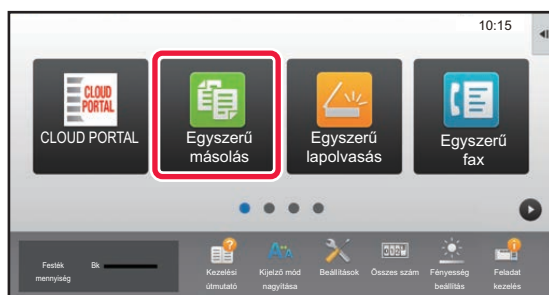 10:15
CLOUD
PORTAL
CLOUD PORTAL
Egyszerű
másolás
Egyszerű
lapolvasás
Egyszerű
fax
Festék
mennyiség
Bk
Kezelési
útmutató
Kijelző mód
nagyítása
Beállítások
Összes szám
Fényesség
beállítás
Feladat
kezelés